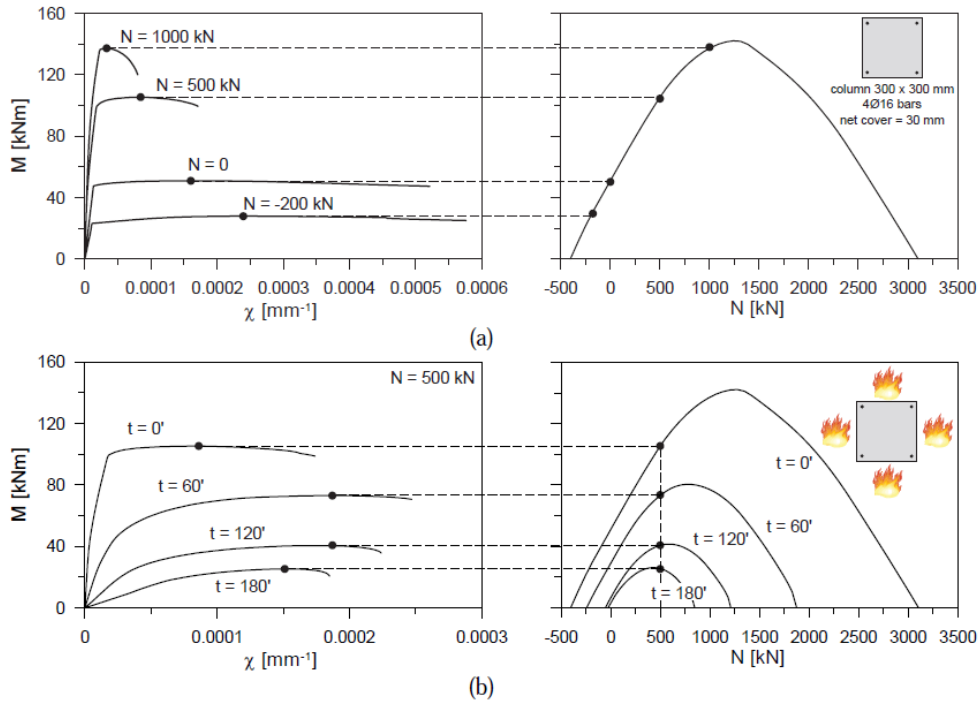 160
120
80
40
0
M [kNm]
N = 1000 kN
N = 500 kN
N = 0
N = -200 kN
0 0.0001 0.0002 0.0003 0.0004 0.0005 0.0006
χ [mm⁻¹]
column 300 x 300 mm
4Ø16 bars
net cover = 30 mm
-500 0 500 1000 1500 2000 2500 3000 3500
N [kN]
(a)
160
120
80
40
0
M [kNm]
N = 500 kN
t = 0'
t = 60'
t = 120'
t = 180'
0 0.0001 0.0002 0.0003
χ [mm⁻¹]
t = 0'
t = 60'
t = 120'
t = 180'
-500 0 500 1000 1500 2000 2500 3000 3500
N [kN]
(b)